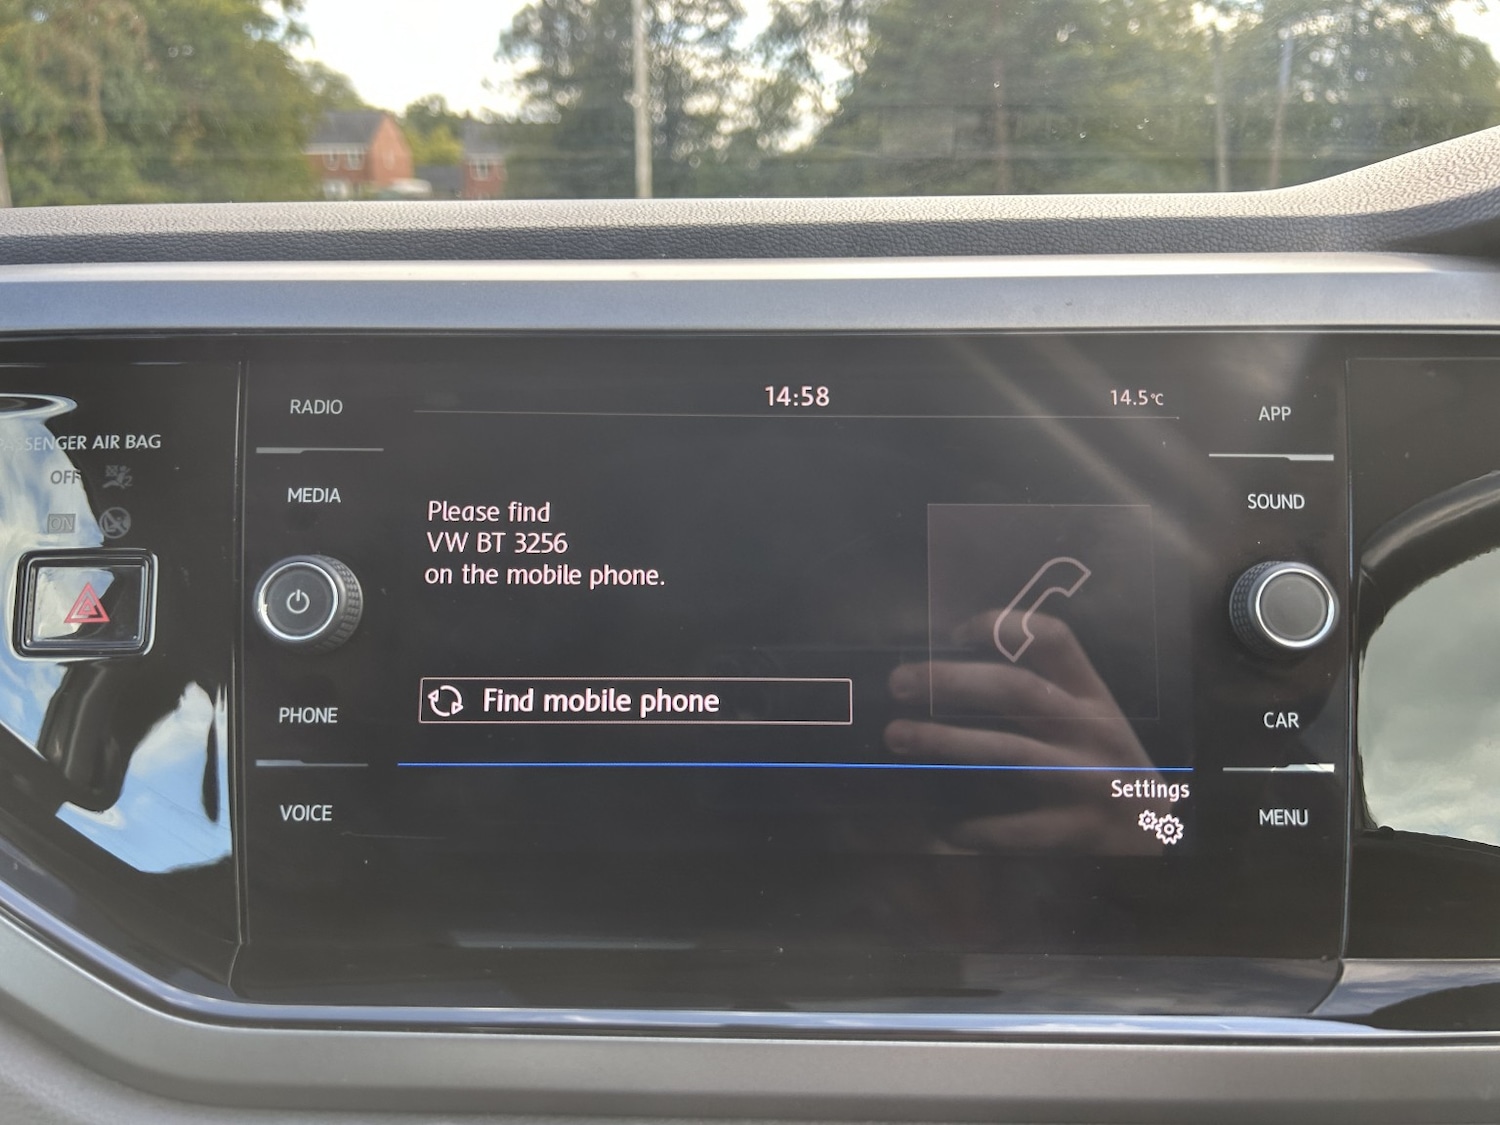 14:58
14.5°C
RADIO
APP
PASSENGER AIR BAG
OFF
ON
MEDIA
SOUND
Please find
VW BT 3256
on the mobile phone.
Find mobile phone
PHONE
CAR
Settings
VOICE
MENU